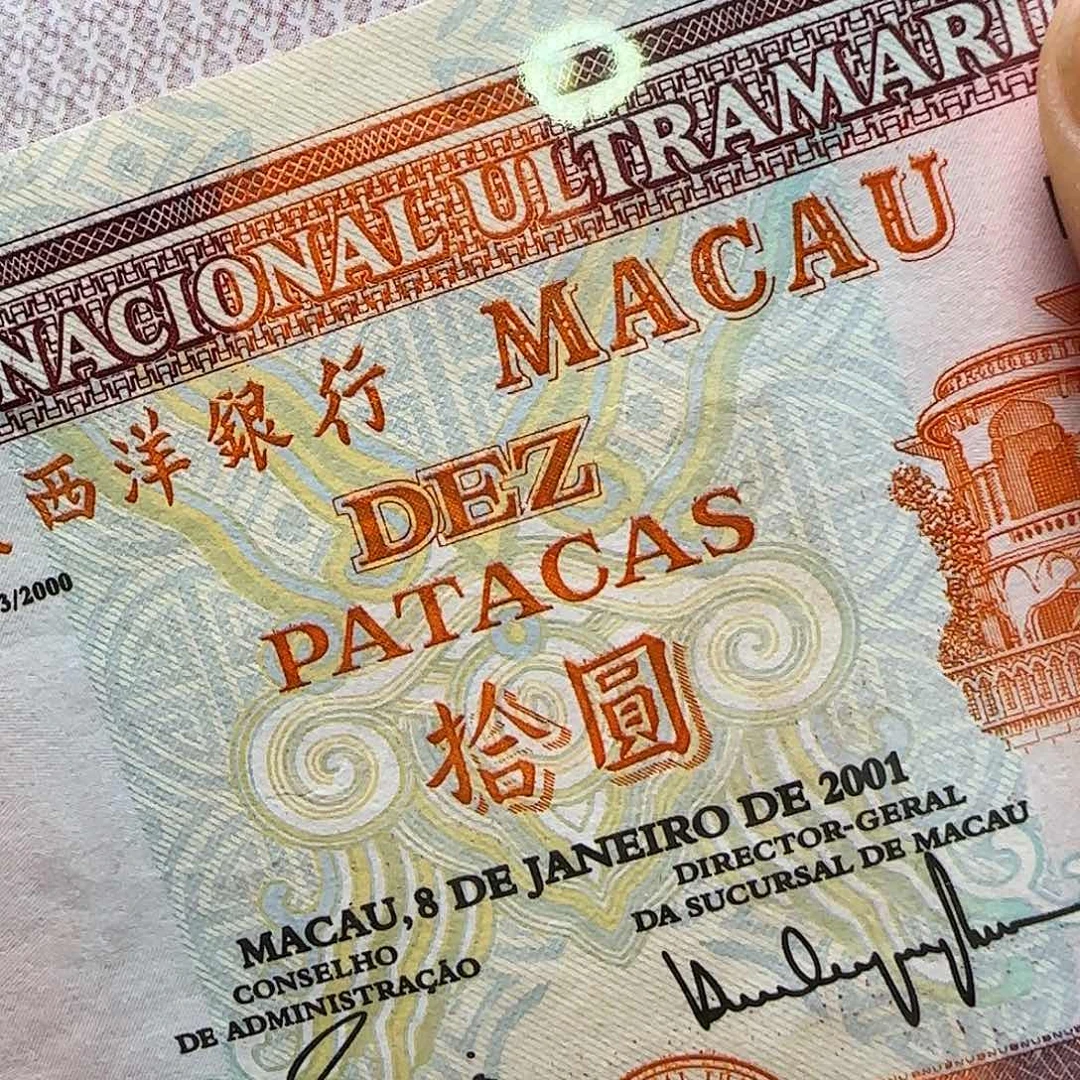 NACIONAL ULTRAMARI
西洋銀行 MACAU
DEZ
PATACAS
拾圓
3/2000
MACAU, 8 DE JANEIRO DE 2001
CONSELHO
DE ADMINISTRAÇÃO
DIRECTOR-GERAL
DA SUCURSAL DE MACAU